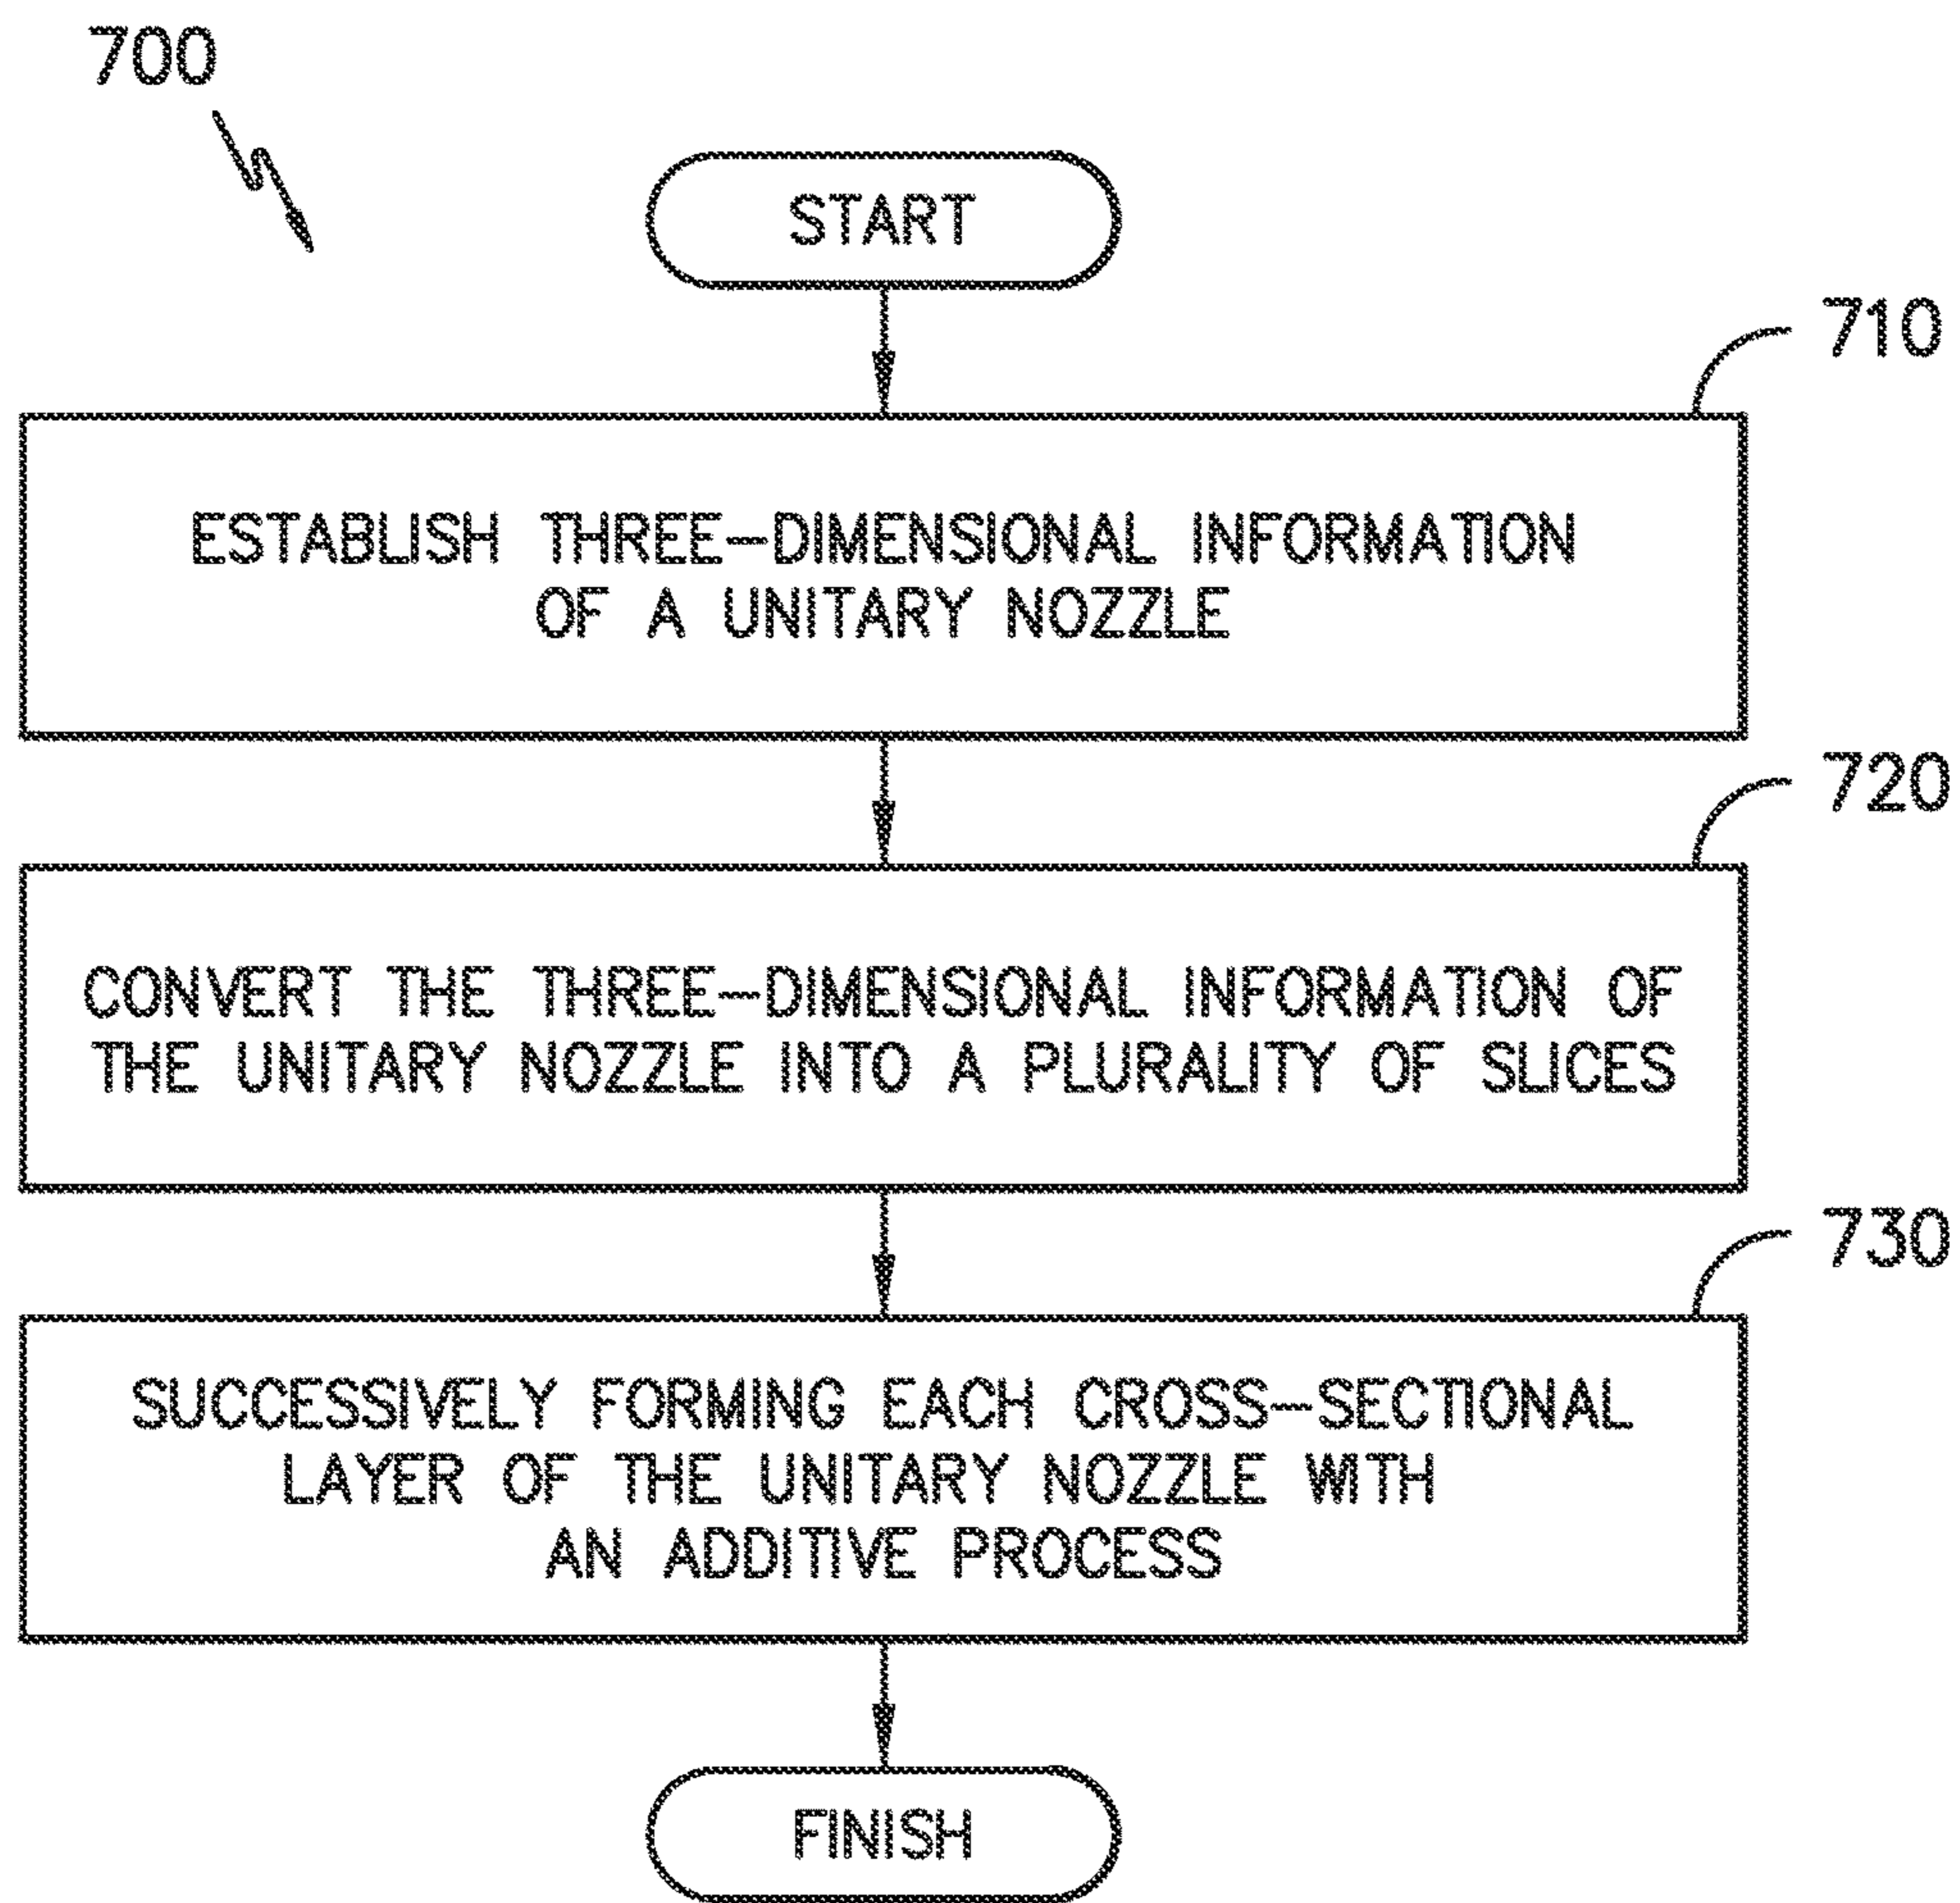 700
START
710
ESTABLISH THREE-DIMENSIONAL INFORMATION
OF A UNITARY NOZZLE
720
CONVERT THE THREE-DIMENSIONAL INFORMATION OF
THE UNITARY NOZZLE INTO A PLURALITY OF SLICES
730
SUCCESSIVELY FORMING EACH CROSS-SECTIONAL
LAYER OF THE UNITARY NOZZLE WITH
AN ADDITIVE PROCESS
FINISH